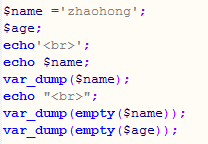 $name ='zhaohong';
$age;
echo'<br>';
echo $name;
var_dump($name);
echo "<br>";
var_dump(empty($name));
var_dump(empty($age));